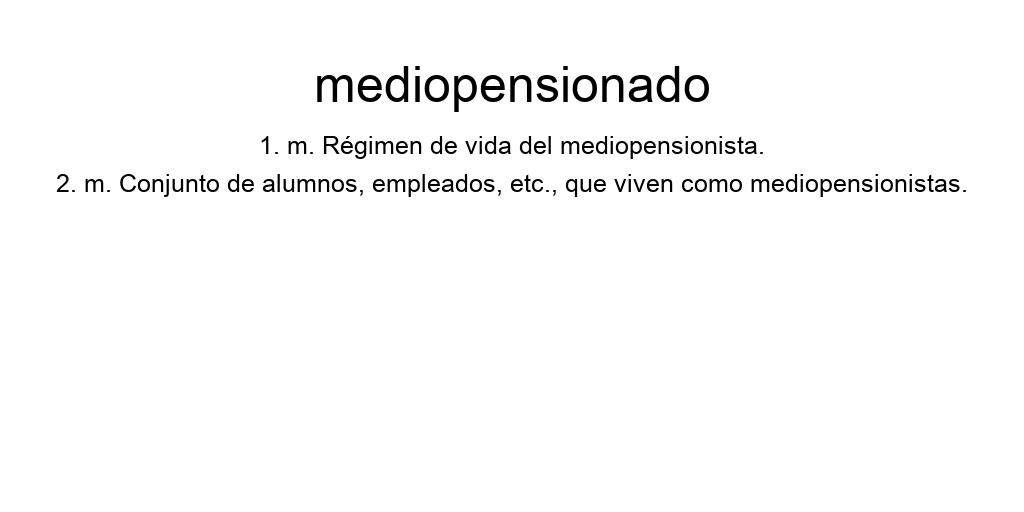 mediopensionado
1. m. Régimen de vida del mediopensionista.
2. m. Conjunto de alumnos, empleados, etc., que viven como mediopensionistas.